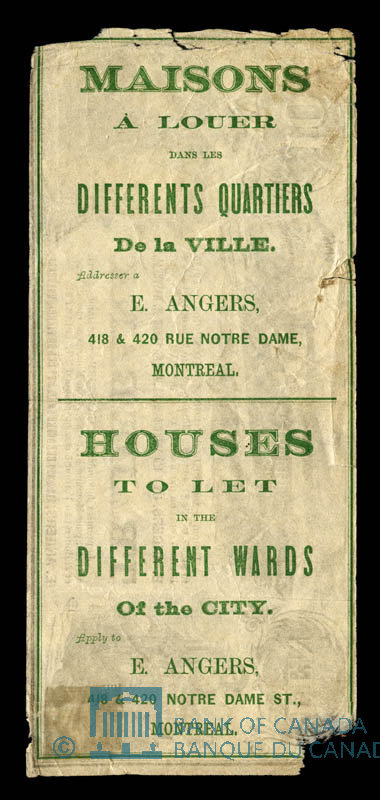 MAISONS
À LOUER
DANS LES
DIFFERENTS QUARTIERS
De la VILLE.
Addresser a
E. ANGERS,
418 & 420 RUE NOTRE DAME,
MONTREAL.
HOUSES
TO LET
IN THE
DIFFERENT WARDS
Of the CITY.
Apply to
E. ANGERS,
418 & 420 NOTRE DAME ST.,
MONTREAL.
© BANK OF CANADA
BANQUE DU CANAD